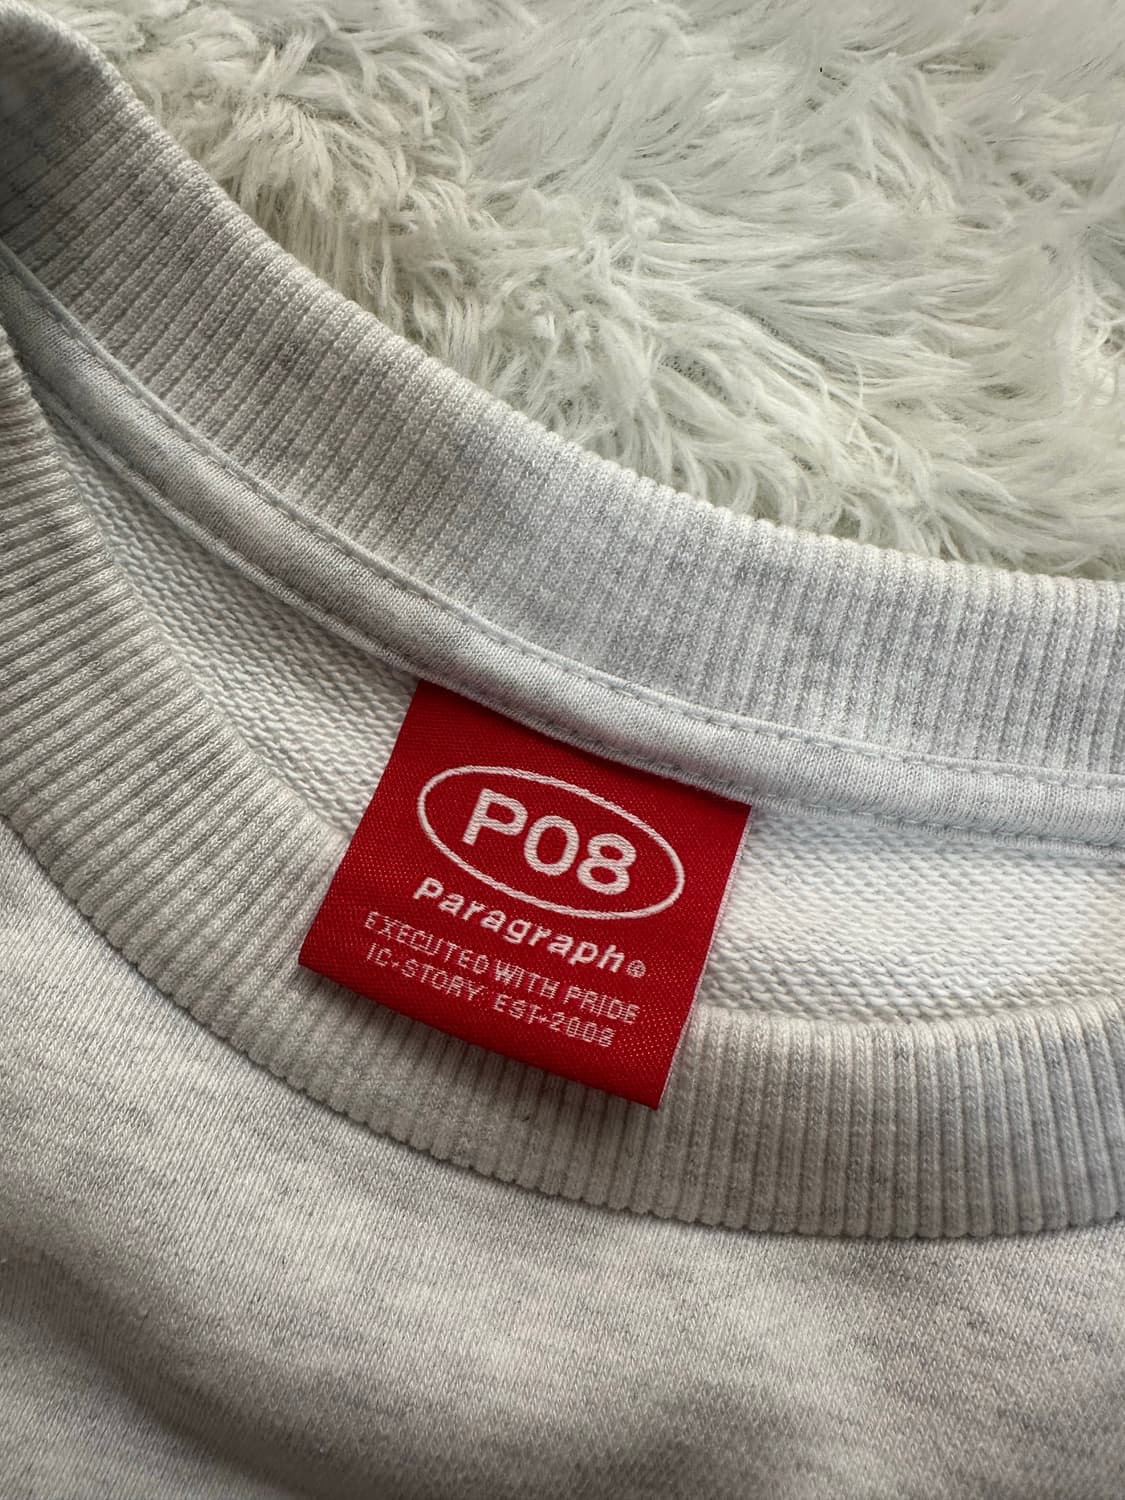 P08
Paragraph®
EXECUTED WITH PRIDE
IC•STORY EST•2008